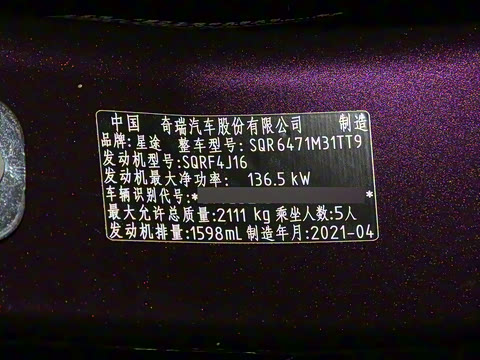 中国 奇瑞汽车股份有限公司 制造
品牌:星途 整车型号:SQR6471M31TT9
发动机型号:SQRF4J16
发动机最大净功率: 136.5 kW
车辆识别代号:* *
最大允许总质量:2111 kg 乘坐人数:5人
发动机排量:1598mL 制造年月:2021-04